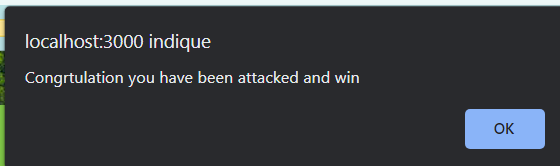 localhost:3000 indique
Congrtulation you have been attacked and win
OK